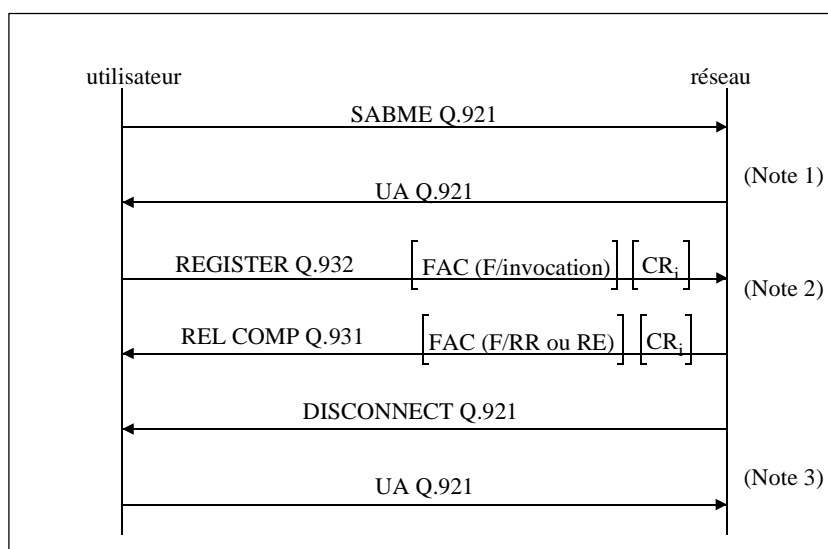 utilisateur réseau
SABME Q.921
(Note 1)
UA Q.921
REGISTER Q.932 [FAC (F/invocation)] [CRi]
(Note 2)
REL COMP Q.931 [FAC (F/RR ou RE)] [CRi]
DISCONNECT Q.921
(Note 3)
UA Q.921